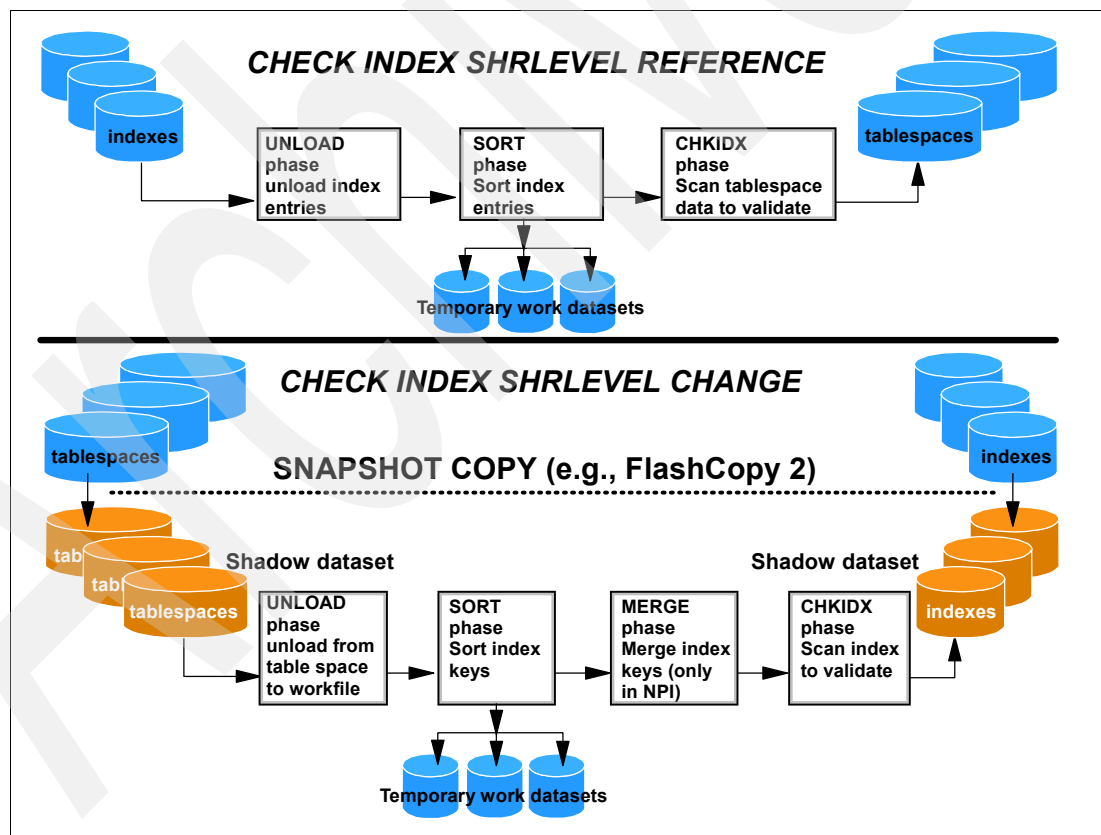 CHECK INDEX SHRLEVEL REFERENCE
indexes
UNLOAD
phase
unload index
entries
SORT
phase
Sort index
entries
CHKIDX
phase
Scan tablespace
data to validate
tablespaces
Temporary work datasets
CHECK INDEX SHRLEVEL CHANGE
tablespaces
indexes
SNAPSHOT COPY (e.g., FlashCopy 2)
tab
tab
tablespaces
Shadow dataset
Shadow dataset
indexes
UNLOAD
phase
unload from
table space
to workfile
SORT
phase
Sort index
keys
MERGE
phase
Merge index
keys (only
in NPI)
CHKIDX
phase
Scan index
to validate
Temporary work datasets